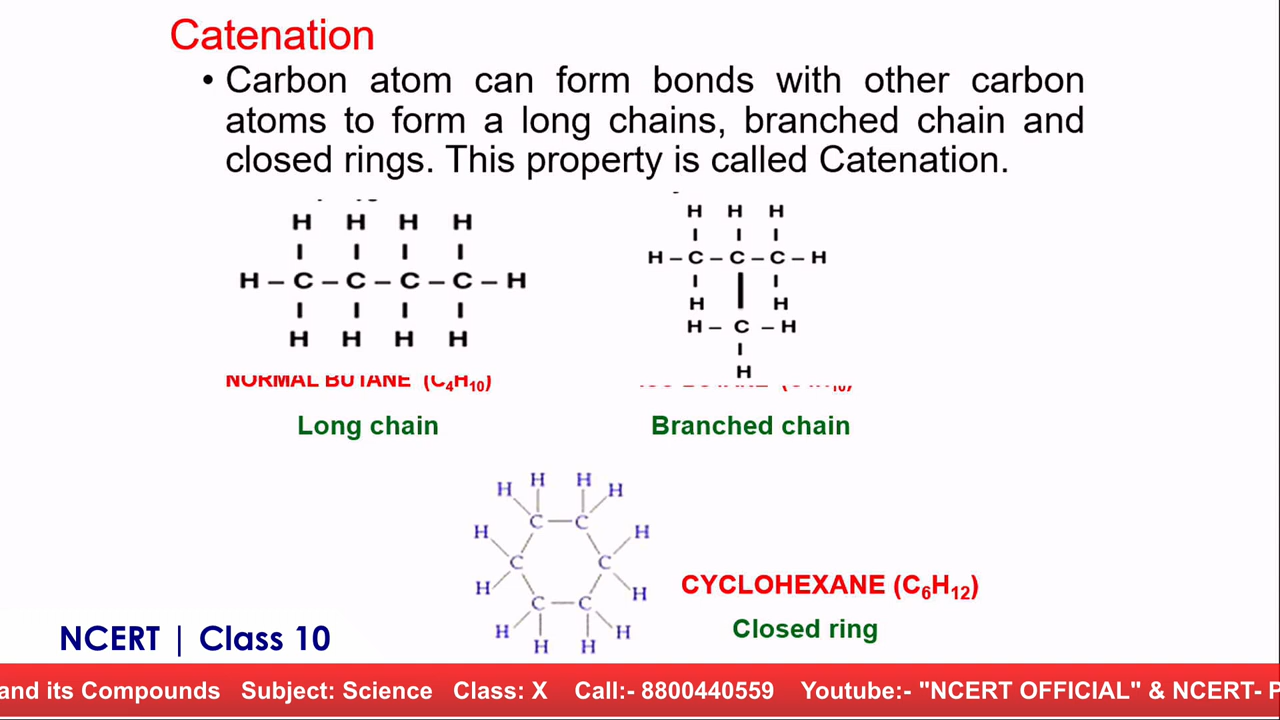 Catenation
• Carbon atom can form bonds with other carbon
atoms to form a long chains, branched chain and
closed rings. This property is called Catenation.
H H H H
H – C – C – C – C – H
H H H H
NORMAL BUTANE (C₄H₁₀)
Long chain
H H H
H – C – C – C – H
H H
H – C – H
H
Branched chain
H H H H
C – C
H H
C C
H H
C – C
H H H H
CYCLOHEXANE (C₆H₁₂)
Closed ring
NCERT | Class 10
and its Compounds Subject: Science Class: X Call:- 8800440559 Youtube:- "NCERT OFFICIAL" & NCERT-